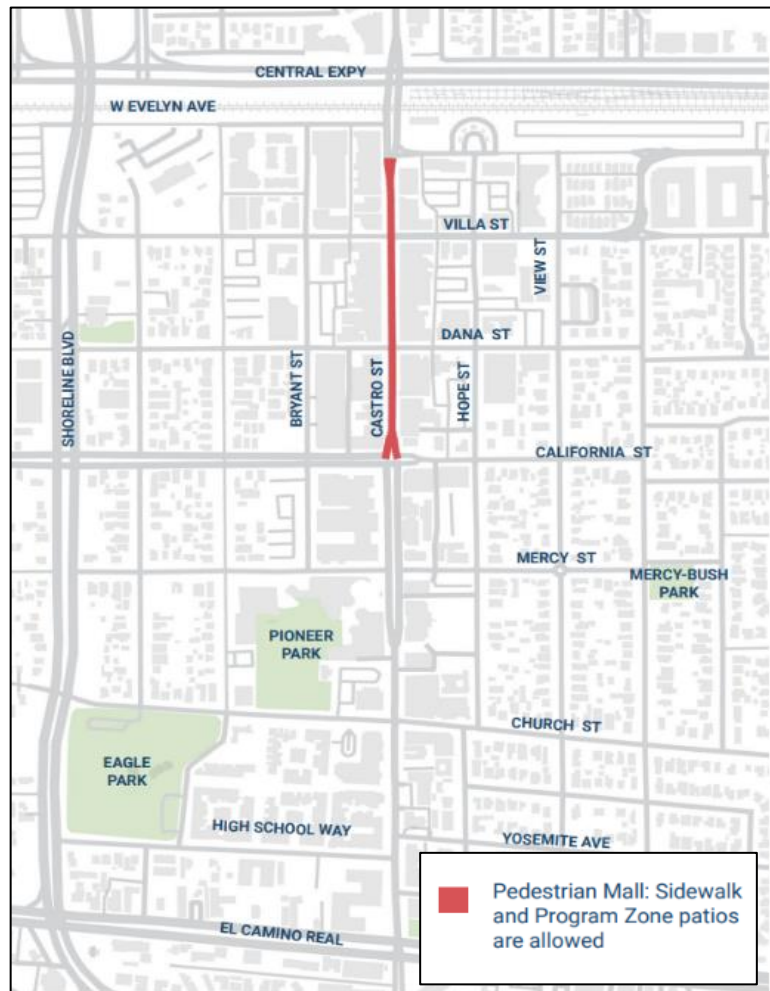 CENTRAL EXPY
W EVELYN AVE
VILLA ST
VIEW ST
DANA ST
SHORELINE BLVD
BRYANT ST
CASTRO ST
HOPE ST
CALIFORNIA ST
MERCY ST
MERCY-BUSH
PARK
PIONEER
PARK
CHURCH ST
EAGLE
PARK
HIGH SCHOOL WAY
YOSEMITE AVE
EL CAMINO REAL
Pedestrian Mall: Sidewalk
and Program Zone patios
are allowed